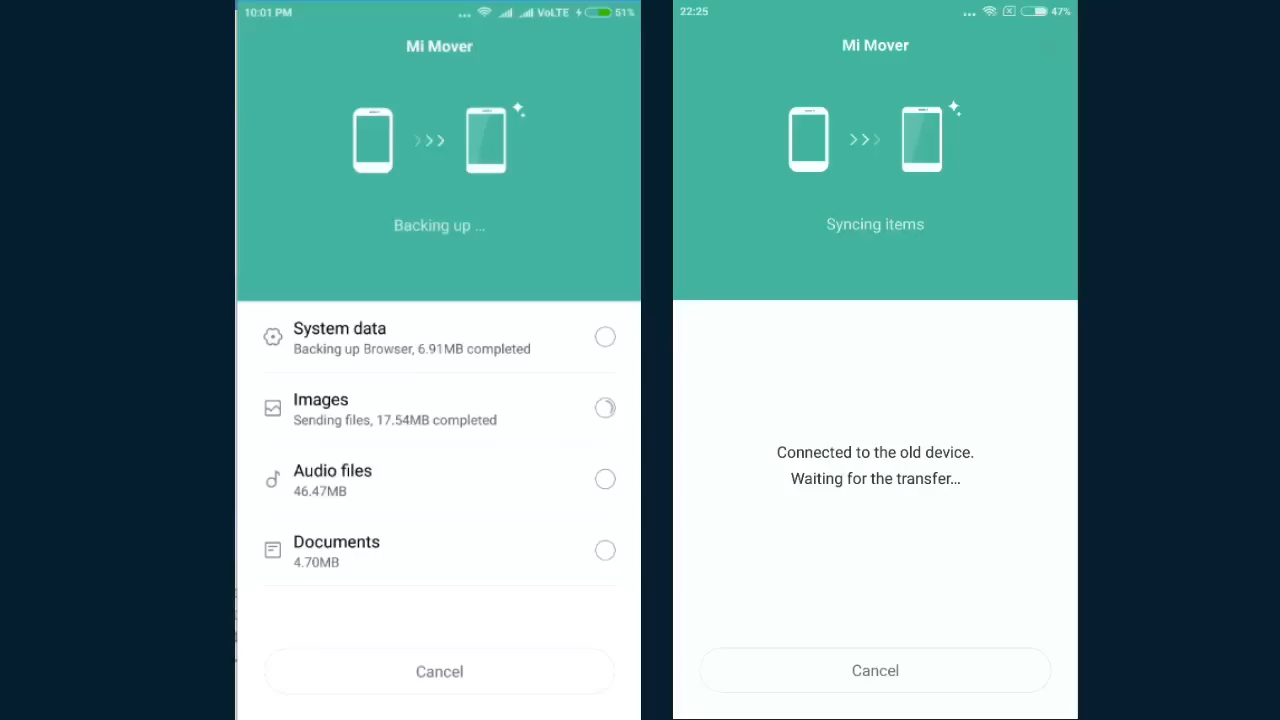 10:01 PM
... VoLTE 51%
Mi Mover
Backing up ...
System data
Backing up Browser, 6.91MB completed
Images
Sending files, 17.54MB completed
Audio files
46.47MB
Documents
4.70MB
Cancel
22:25
... 47%
Mi Mover
Syncing items
Connected to the old device.
Waiting for the transfer...
Cancel